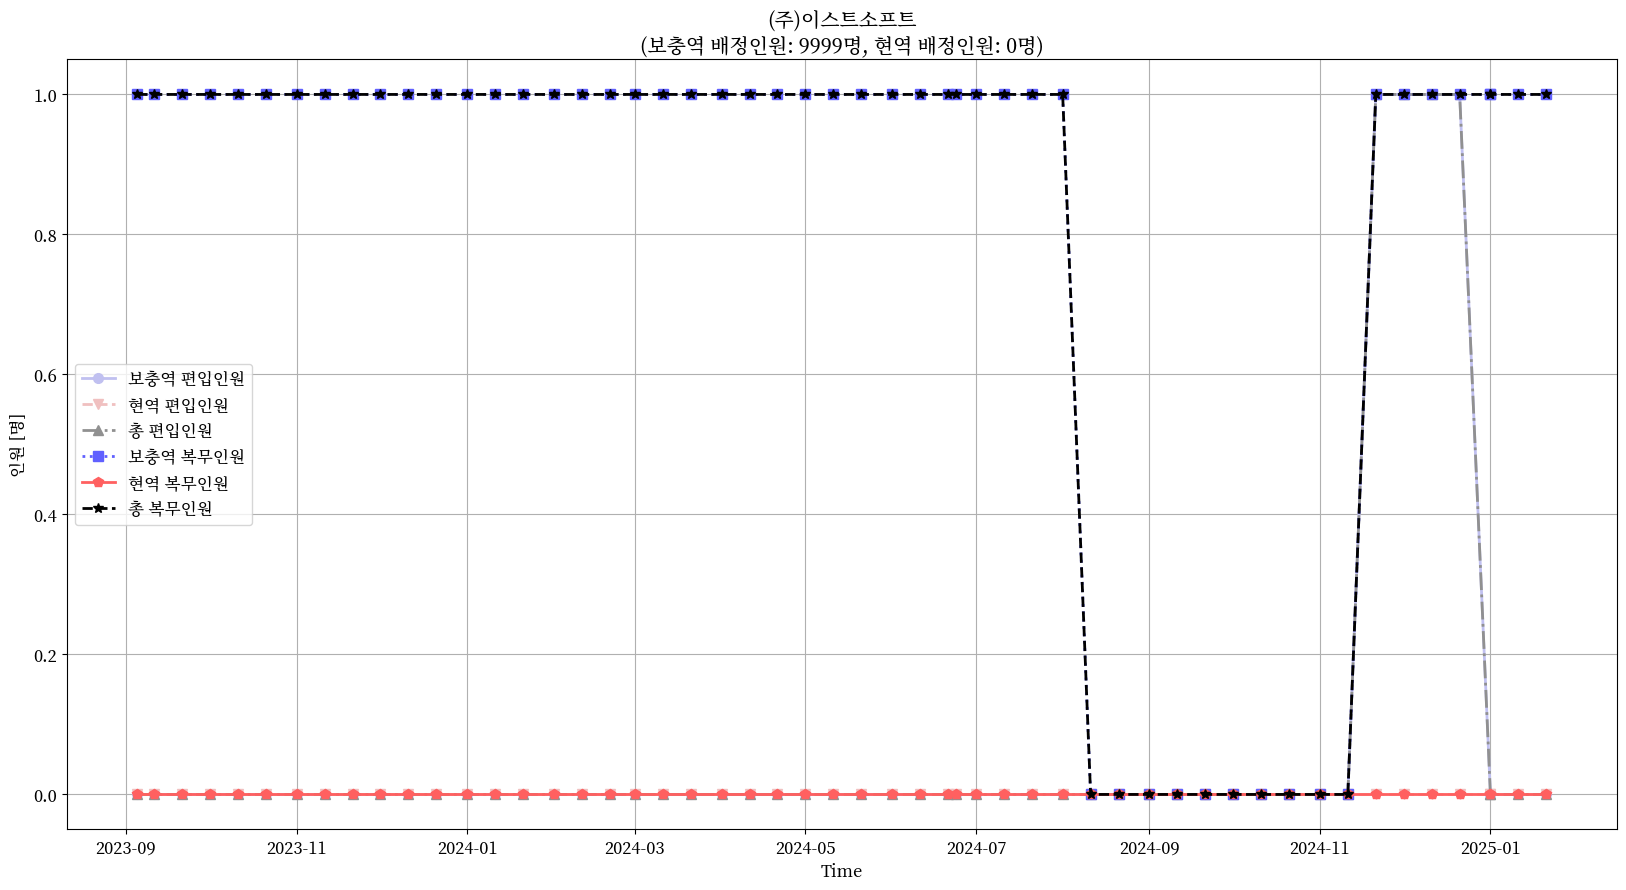 (주)이스트소프트
(보충역 배정인원: 9999명, 현역 배정인원: 0명)
1.0
0.8
0.6
0.4
0.2
0.0
인원 [명]
보충역 편입인원
현역 편입인원
총 편입인원
보충역 복무인원
현역 복무인원
총 복무인원
2023-09
2023-11
2024-01
2024-03
2024-05
2024-07
2024-09
2024-11
2025-01
Time